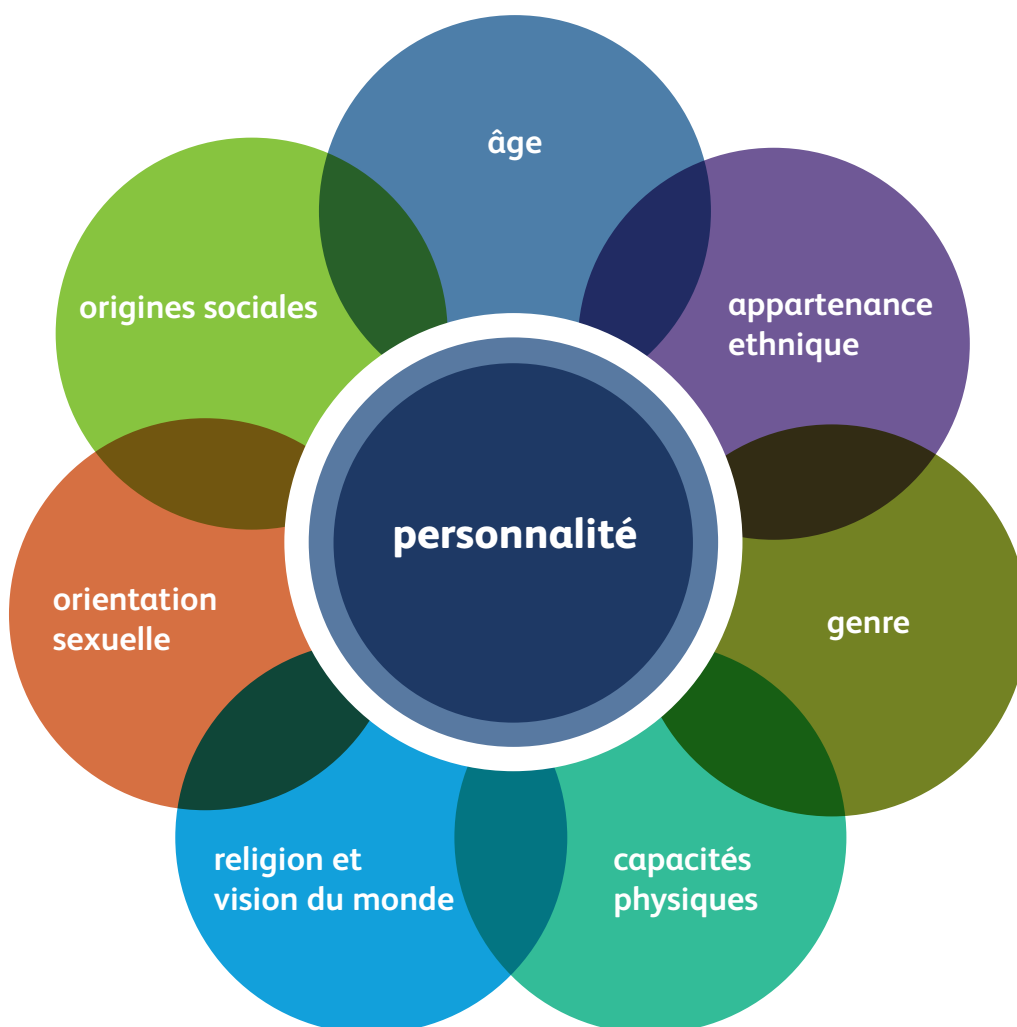 âge
appartenance
ethnique
origines sociales
personnalité
orientation
sexuelle
genre
religion et
vision du monde
capacités
physiques